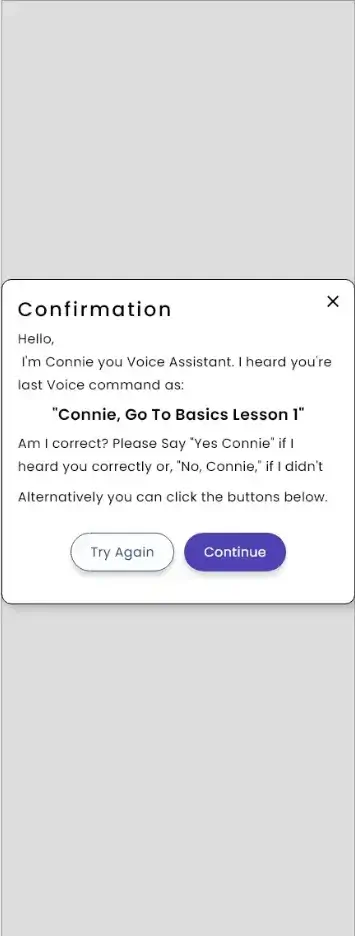 Confirmation
Hello,
I'm Connie you Voice Assistant. I heard you're
last Voice command as:
"Connie, Go To Basics Lesson 1"
Am I correct? Please Say "Yes Connie" if I
heard you correctly or, "No, Connie," if I didn't
Alternatively you can click the buttons below.
Try Again
Continue